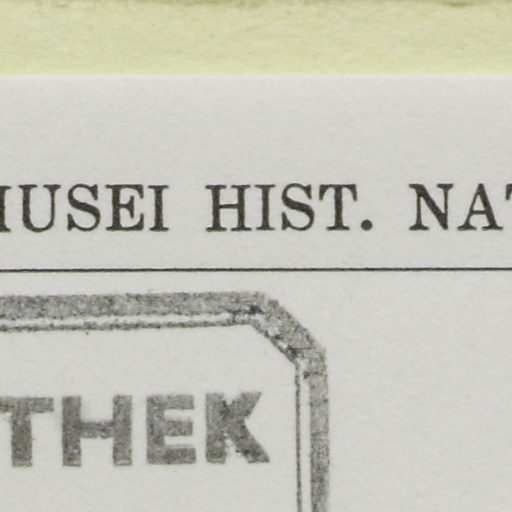 MUSEI HIST. NAT
THEK